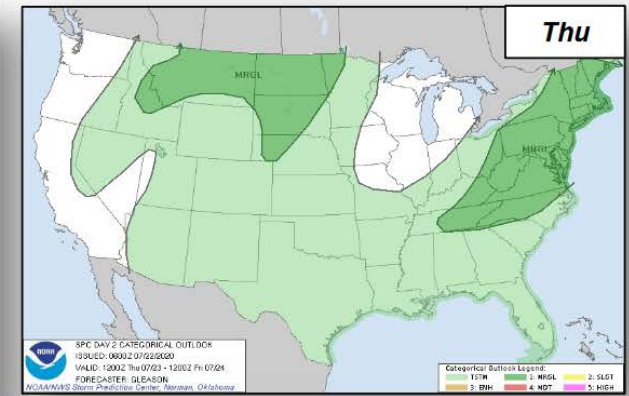 Thu
MRGL
MRGL
SPC DAY 2 CATEGORICAL OUTLOOK
ISSUED: 0600Z 07/22/2020
VALID: 1200Z Thu 07/23 - 1200Z Fri 07/24
FORECASTER: GLEASON
NOAA/NWS Storm Prediction Center, Norman, Oklahoma
NOAA
Categorical Outlook Legend:
TSTM 1: MRGL 2: SLGT
3: ENH 4: MDT 5: HIGH